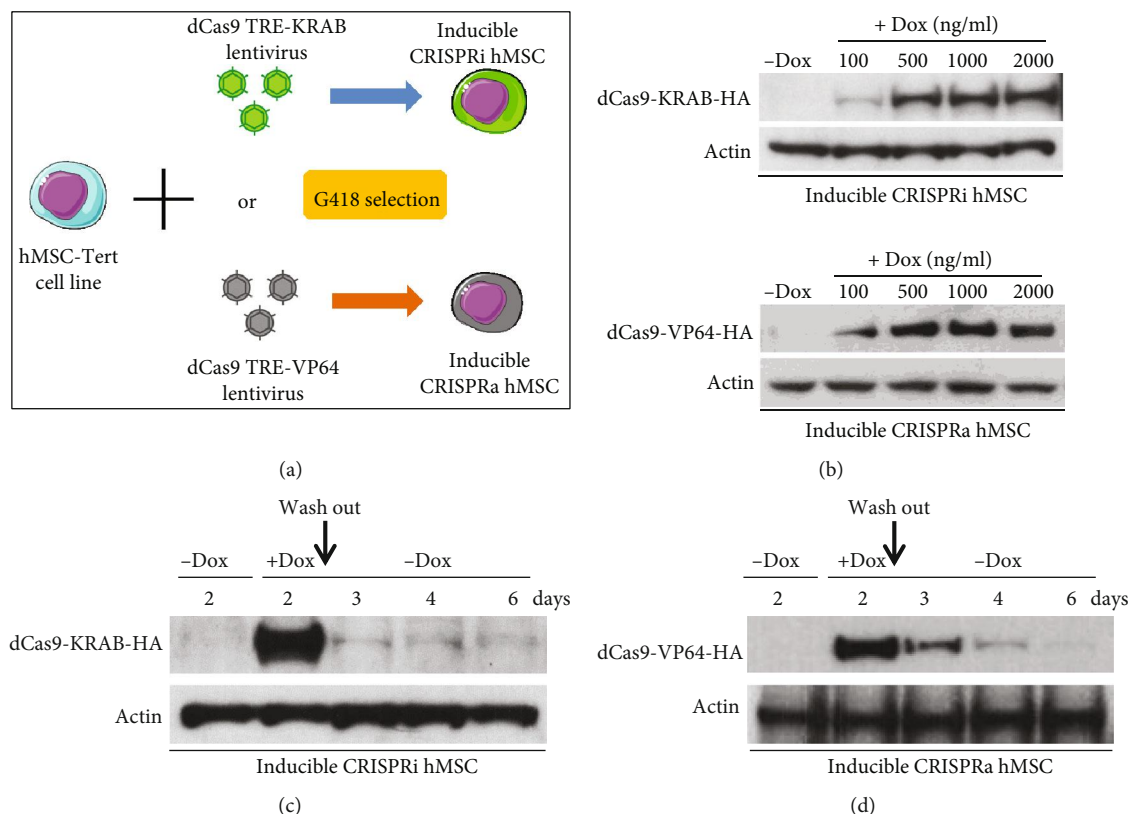 dCas9 TRE-KRAB
lentivirus
Inducible
CRISPRi hMSC
or
G418 selection
hMSC-Tert
cell line
dCas9 TRE-VP64
lentivirus
Inducible
CRISPRa hMSC
(a)
+ Dox (ng/ml)
–Dox 100 500 1000 2000
dCas9-KRAB-HA
Actin
Inducible CRISPRi hMSC
+ Dox (ng/ml)
–Dox 100 500 1000 2000
dCas9-VP64-HA
Actin
Inducible CRISPRa hMSC
(b)
Wash out
–Dox +Dox –Dox
2 2 3 4 6 days
dCas9-KRAB-HA
Actin
Inducible CRISPRi hMSC
(c)
Wash out
–Dox +Dox –Dox
2 2 3 4 6 days
dCas9-VP64-HA
Actin
Inducible CRISPRa hMSC
(d)